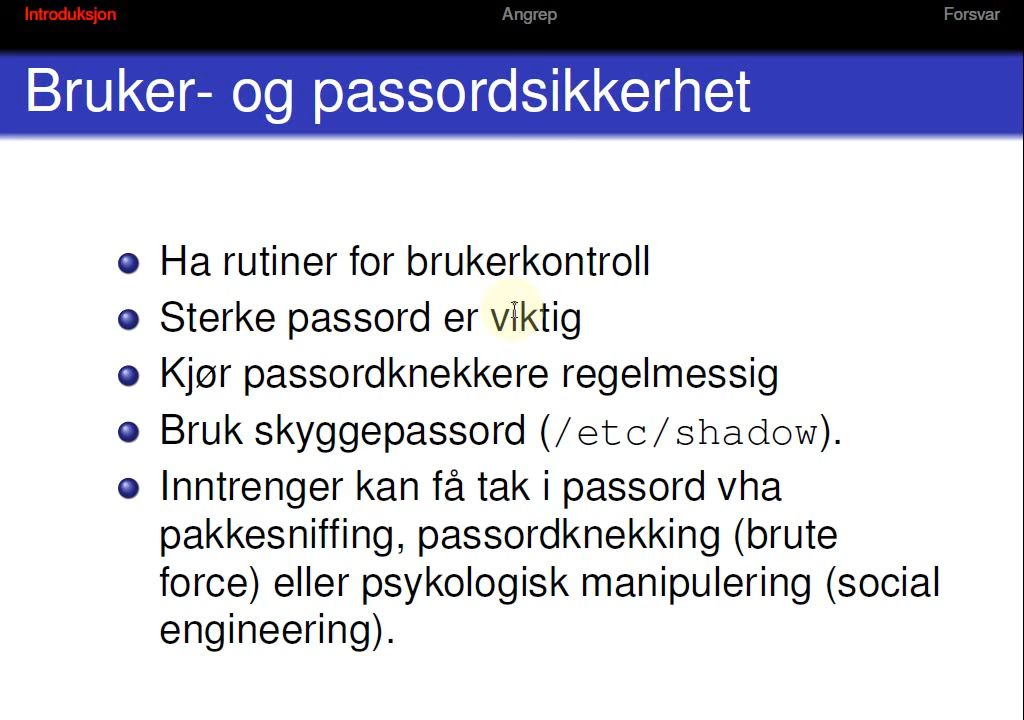 Introduksjon
Angrep
Forsvar
Bruker- og passordsikkerhet
Ha rutiner for brukerkontroll
Sterke passord er viktig
Kjør passordknekkere regelmessig
Bruk skyggepassord (/etc/shadow).
Inntrenger kan få tak i passord vha
pakkesniffing, passordknekking (brute
force) eller psykologisk manipulering (social
engineering).